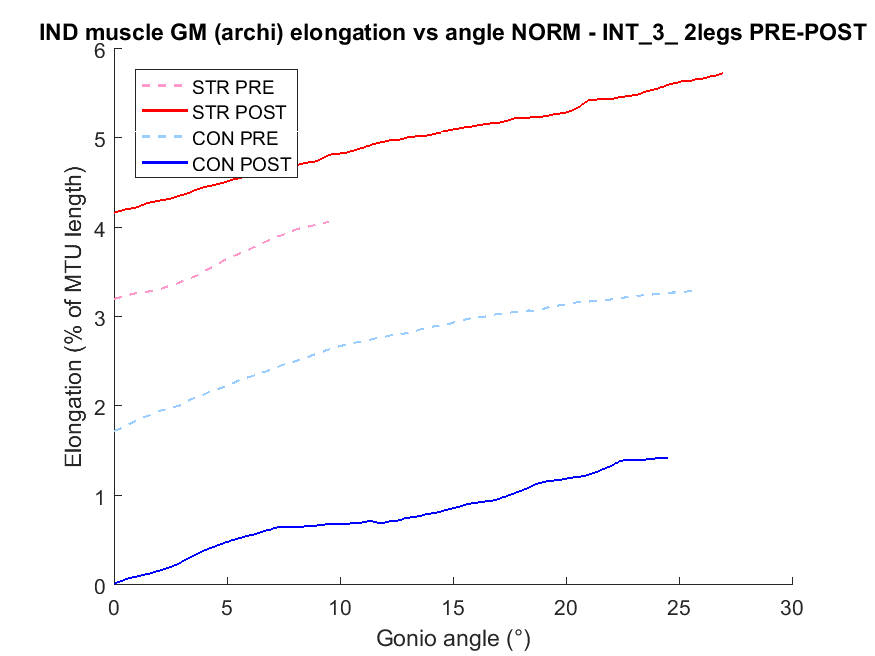 IND muscle GM (archi) elongation vs angle NORM - INT_3_ 2legs PRE-POST
6
5
4
3
2
1
0
Elongation (% of MTU length)
STR PRE
STR POST
CON PRE
CON POST
0 5 10 15 20 25 30
Gonio angle (°)